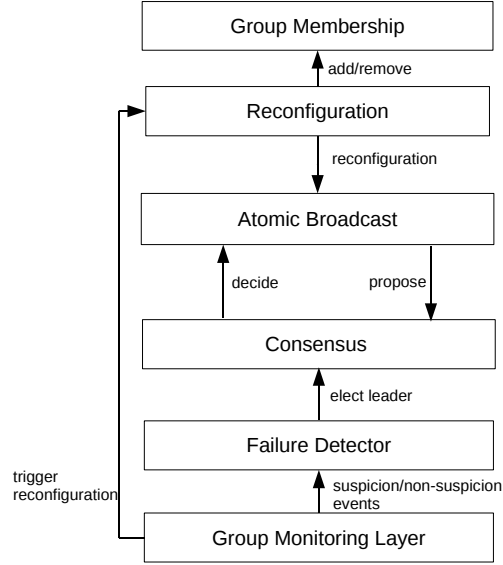 Group Membership
add/remove
Reconfiguration
reconfiguration
Atomic Broadcast
decide
propose
Consensus
elect leader
Failure Detector
trigger
reconfiguration
suspicion/non-suspicion
events
Group Monitoring Layer